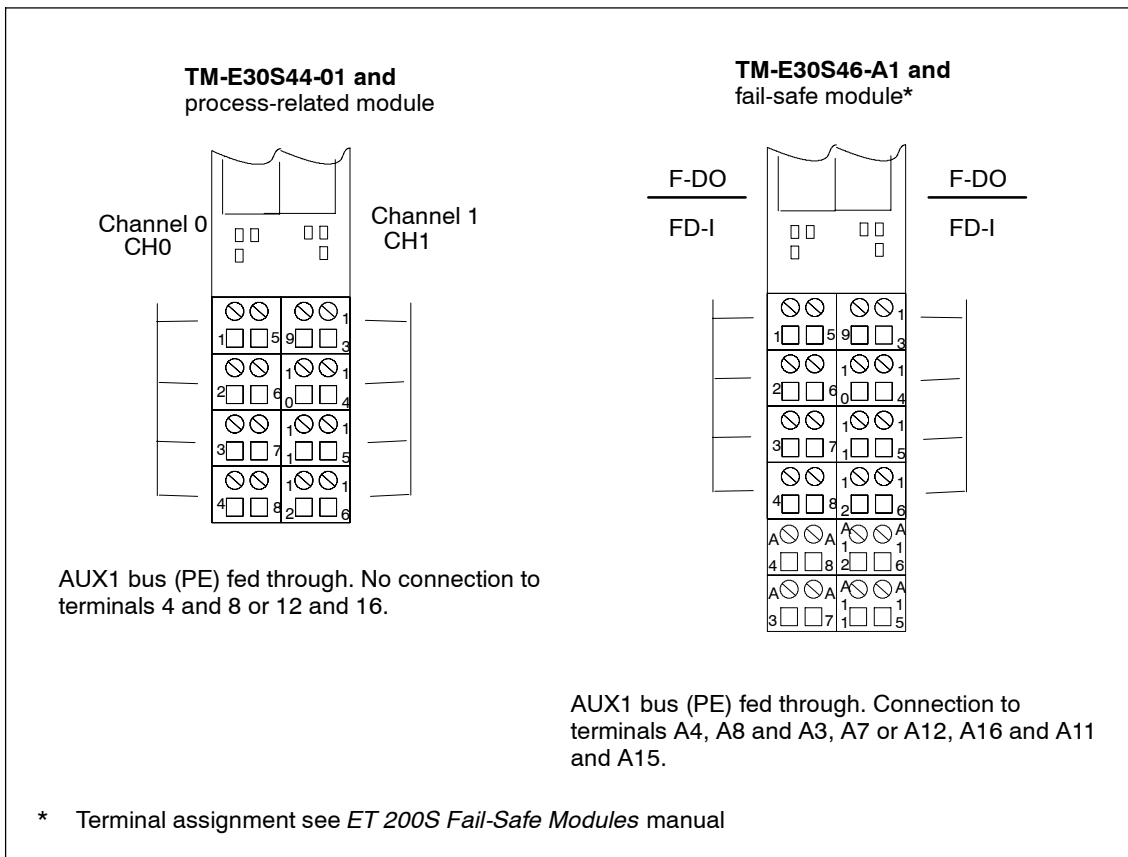 TM-E30S44-01 and
process-related module
Channel 0
CH0
Channel 1
CH1
1 5 9 13
2 6 10 14
3 7 11 15
4 8 12 16
AUX1 bus (PE) fed through. No connection to
terminals 4 and 8 or 12 and 16.
TM-E30S46-A1 and
fail-safe module*
F-DO
FD-I
F-DO
FD-I
1 5 9 13
2 6 10 14
3 7 11 15
4 8 12 16
A4 A8 A12 A16
A3 A7 A11 A15
AUX1 bus (PE) fed through. Connection to
terminals A4, A8 and A3, A7 or A12, A16 and A11
and A15.
* Terminal assignment see ET 200S Fail-Safe Modules manual